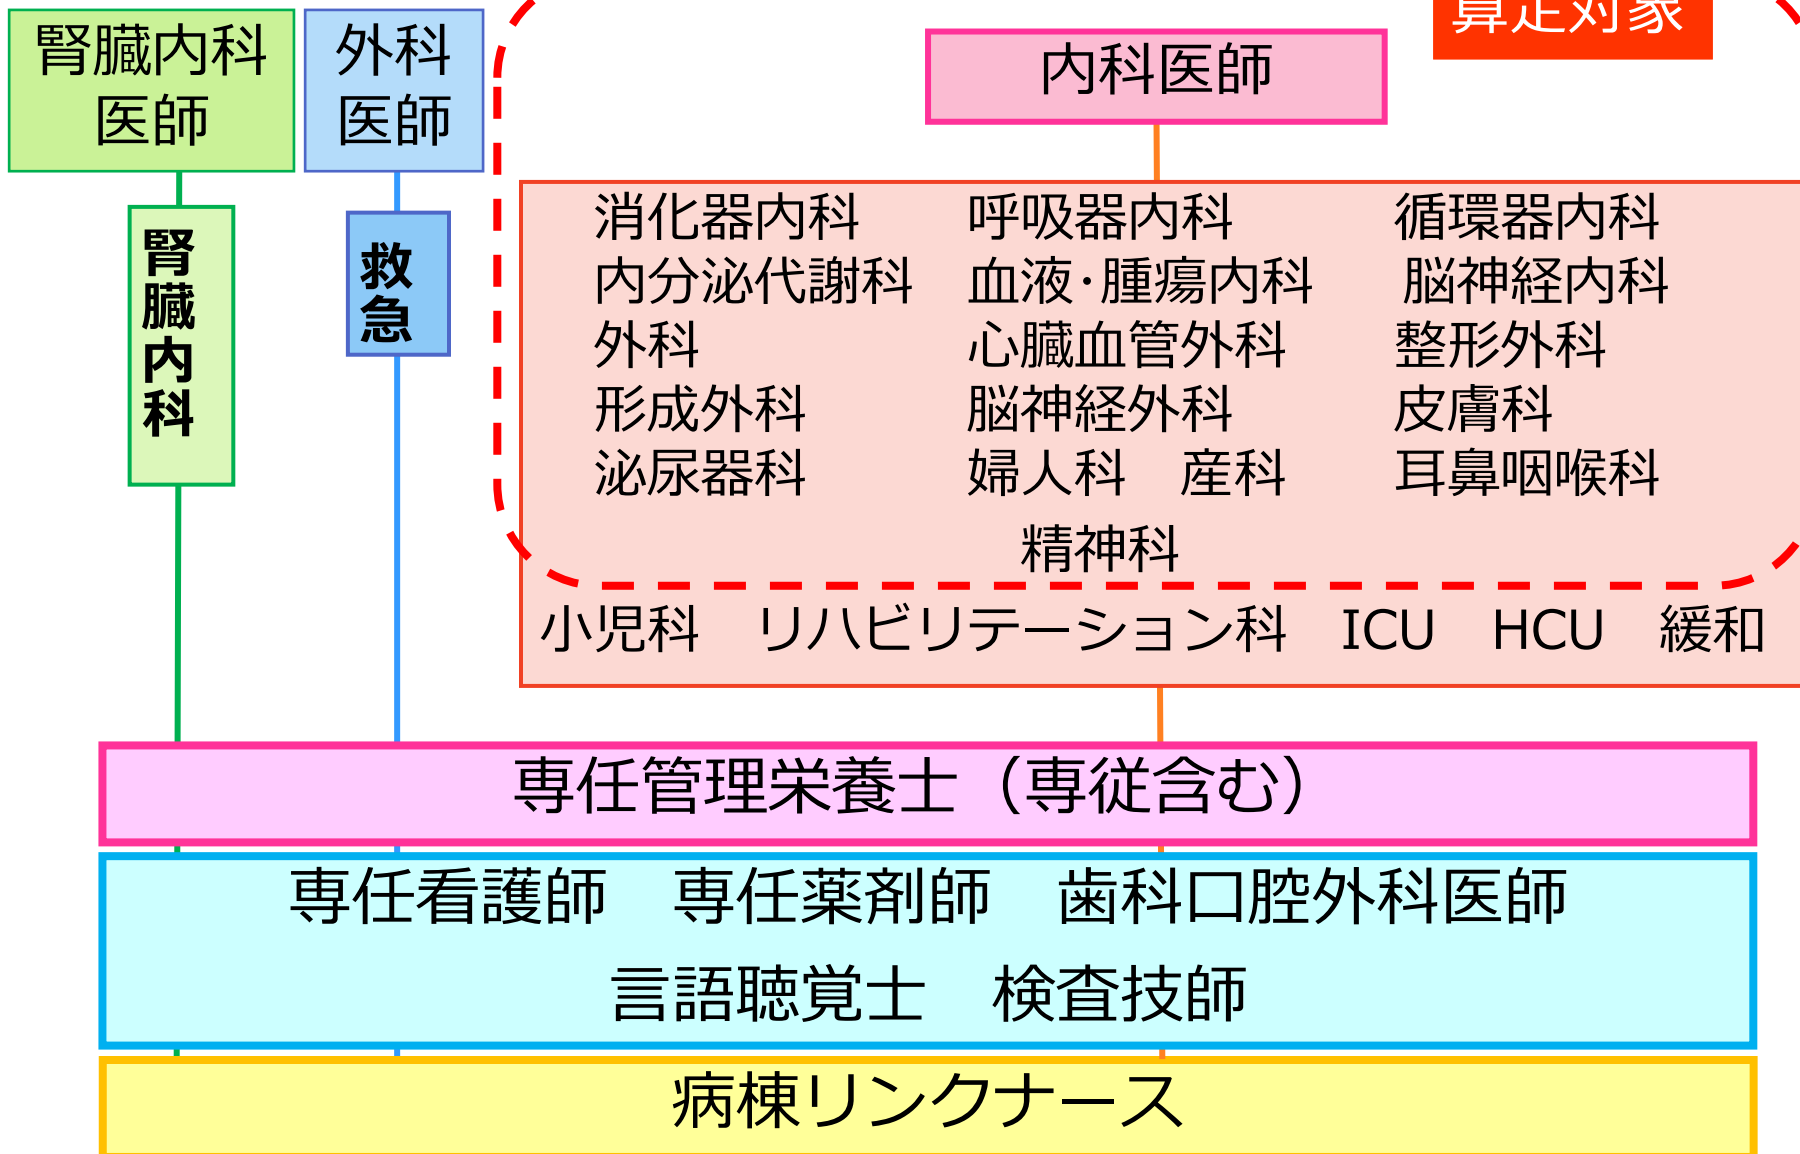 算定対象
腎臓内科
医師
外科
医師
内科医師
腎臓内科
救急
消化器内科　呼吸器内科　循環器内科
内分泌代謝科　血液・腫瘍内科　脳神経内科
外科　心臓血管外科　整形外科
形成外科　脳神経外科　皮膚科
泌尿器科　婦人科　産科　耳鼻咽喉科
精神科
小児科　リハビリテーション科　ICU　HCU　緩和
専任管理栄養士（専従含む）
専任看護師　専任薬剤師　歯科口腔外科医師
言語聴覚士　検査技師
病棟リンクナース